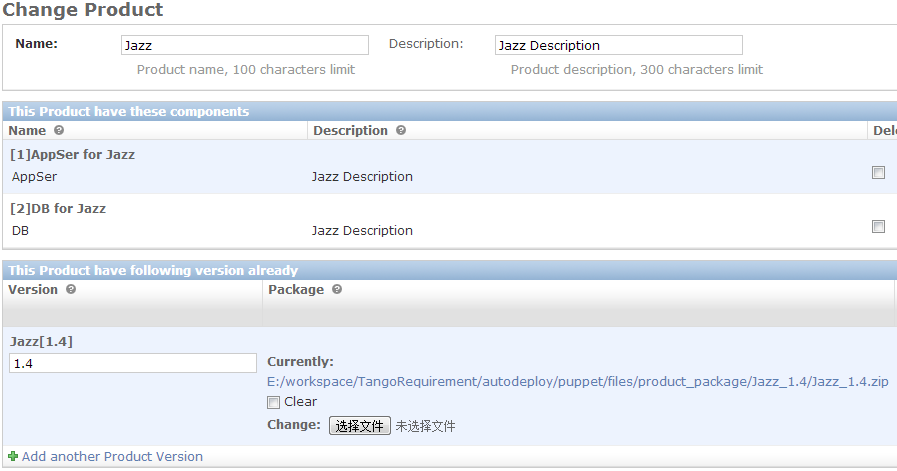 Change Product
Name: Jazz Description: Jazz Description
Product name, 100 characters limit Product description, 300 characters limit
This Product have these components
Name Description Dele
[1]AppSer for Jazz
AppSer Jazz Description
[2]DB for Jazz
DB Jazz Description
This Product have following version already
Version Package
Jazz[1.4]
1.4
Currently:
E:/workspace/TangoRequirement/autodeploy/puppet/files/product_package/Jazz_1.4/Jazz_1.4.zip
Clear
Change: 选择文件 未选择文件
Add another Product Version